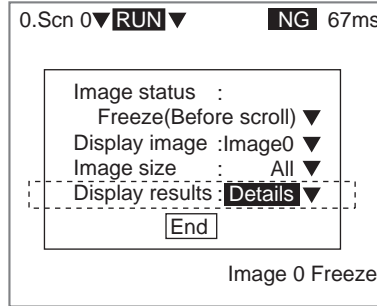 0.Scn 0▼ RUN ▼ NG 67ms
Image status :
Freeze(Before scroll) ▼
Display image :Image0 ▼
Image size : All ▼
Display results : Details ▼
End
Image 0 Freeze